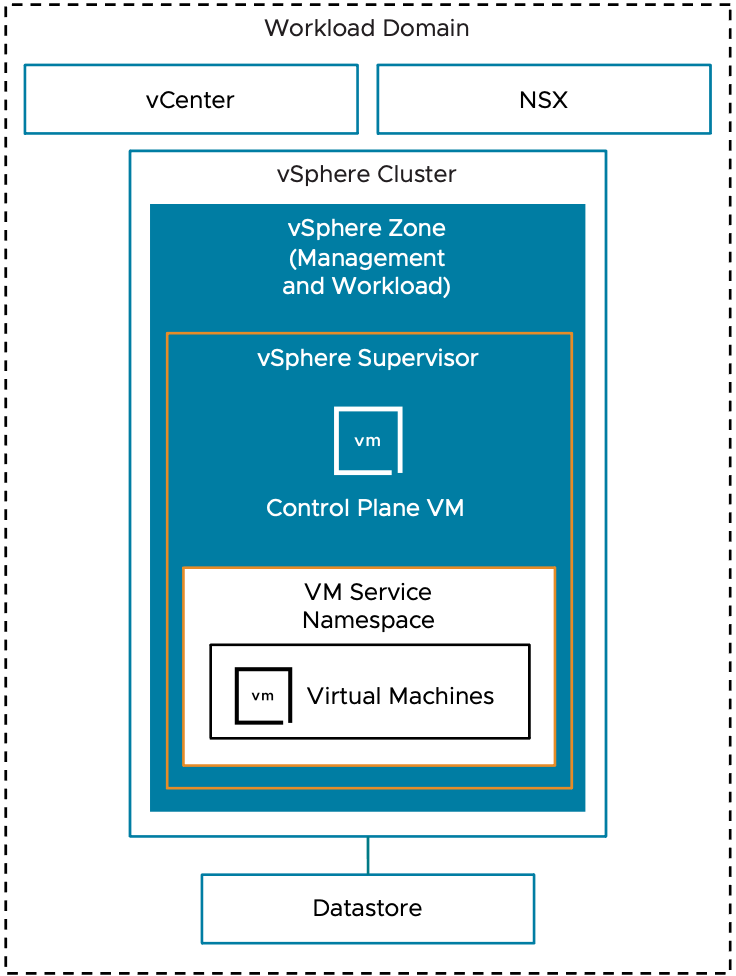 Workload Domain
vCenter
NSX
vSphere Cluster
vSphere Zone
(Management
and Workload)
vSphere Supervisor
vm
Control Plane VM
VM Service
Namespace
vm
Virtual Machines
Datastore